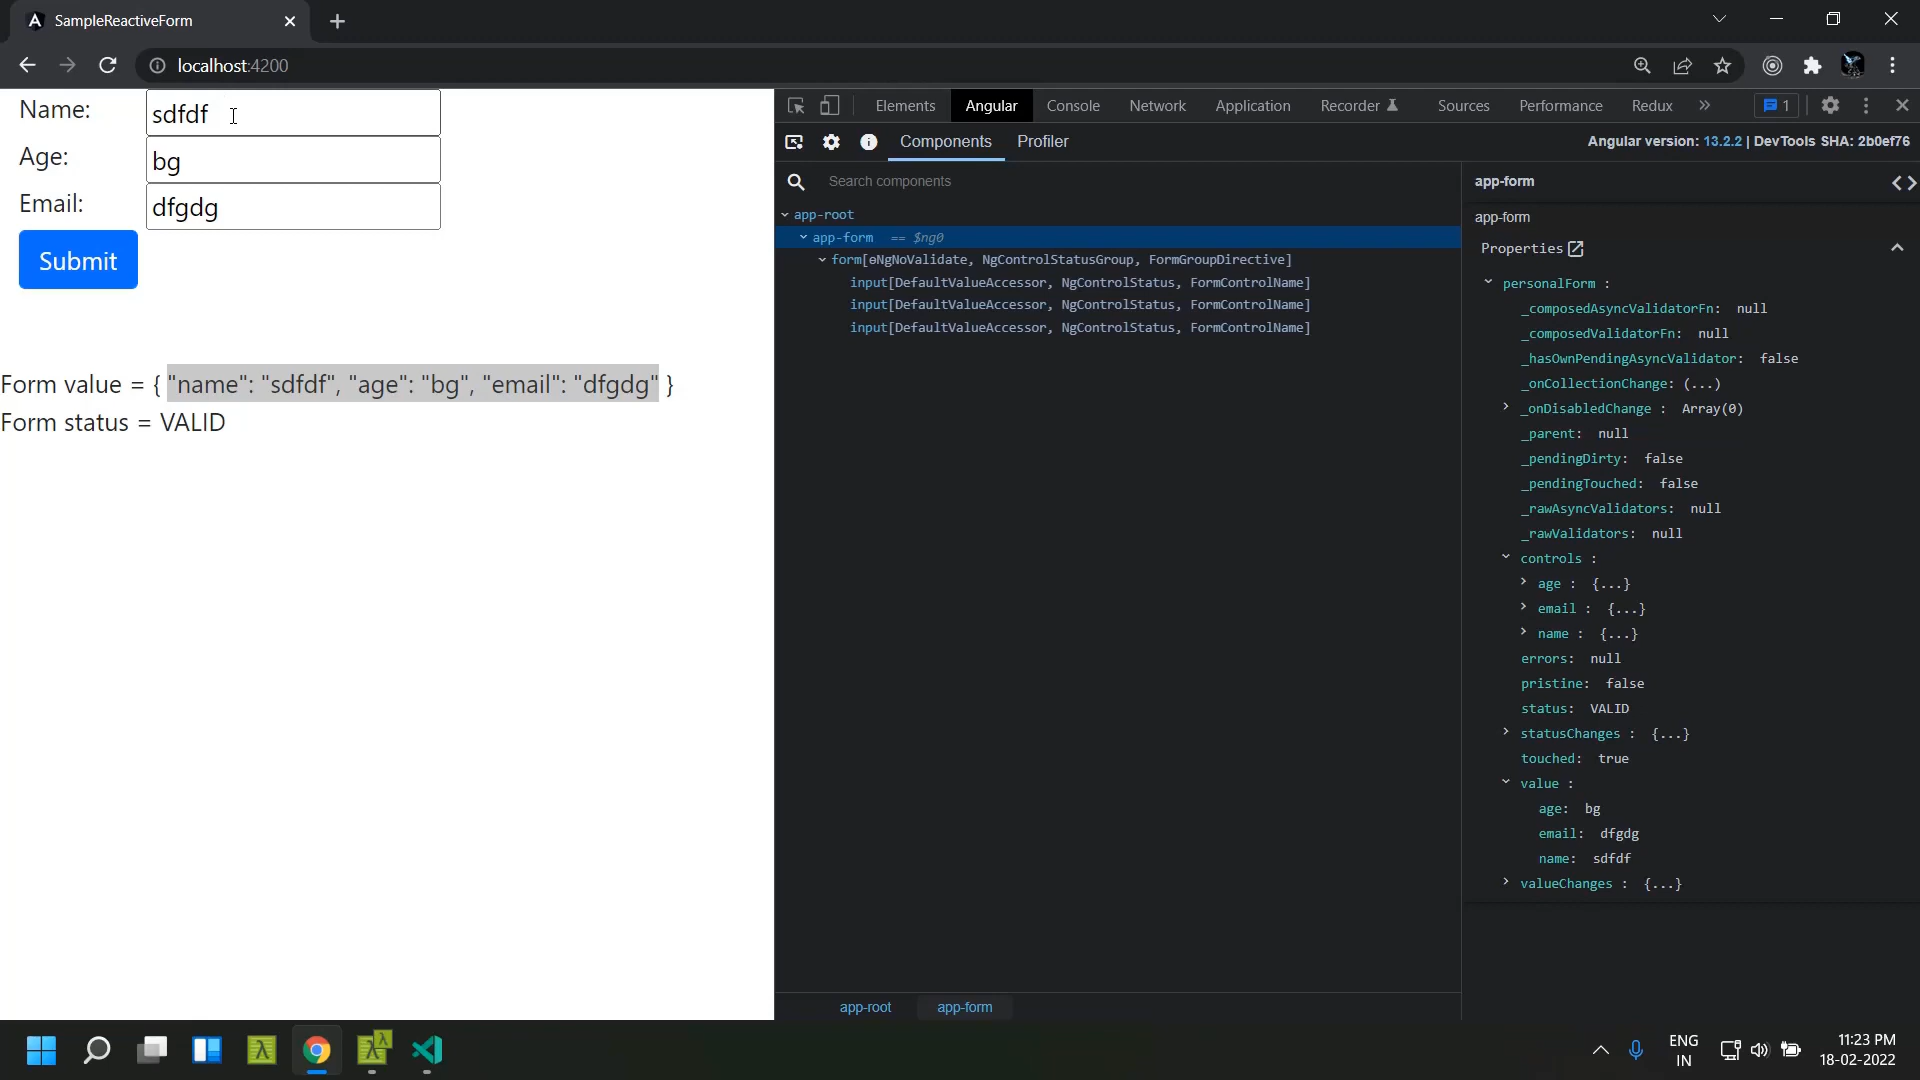 SampleReactiveForm
localhost:4200
Name: sdfdf
Age: bg
Email: dfgdg
Submit
Form value = { "name": "sdfdf", "age": "bg", "email": "dfgdg" }
Form status = VALID
Elements Angular Console Network Application Recorder Sources Performance Redux » 1
Components Profiler Angular version: 13.2.2 | DevTools SHA: 2b0ef76
Search components
app-root
app-form == $ng0
form[ɵNgNoValidate, NgControlStatusGroup, FormGroupDirective]
input[DefaultValueAccessor, NgControlStatus, FormControlName]
input[DefaultValueAccessor, NgControlStatus, FormControlName]
input[DefaultValueAccessor, NgControlStatus, FormControlName]
app-root app-form
app-form
app-form
Properties
personalForm :
_composedAsyncValidatorFn: null
_composedValidatorFn: null
_hasOwnPendingAsyncValidator: false
_onCollectionChange: (...)
_onDisabledChange : Array(0)
_parent: null
_pendingDirty: false
_pendingTouched: false
_rawAsyncValidators: null
_rawValidators: null
controls :
age : {...}
email : {...}
name : {...}
errors: null
pristine: false
status: VALID
statusChanges : {...}
touched: true
value :
age: bg
email: dfgdg
name: sdfdf
valueChanges : {...}
ENG
IN
11:23 PM
18-02-2022